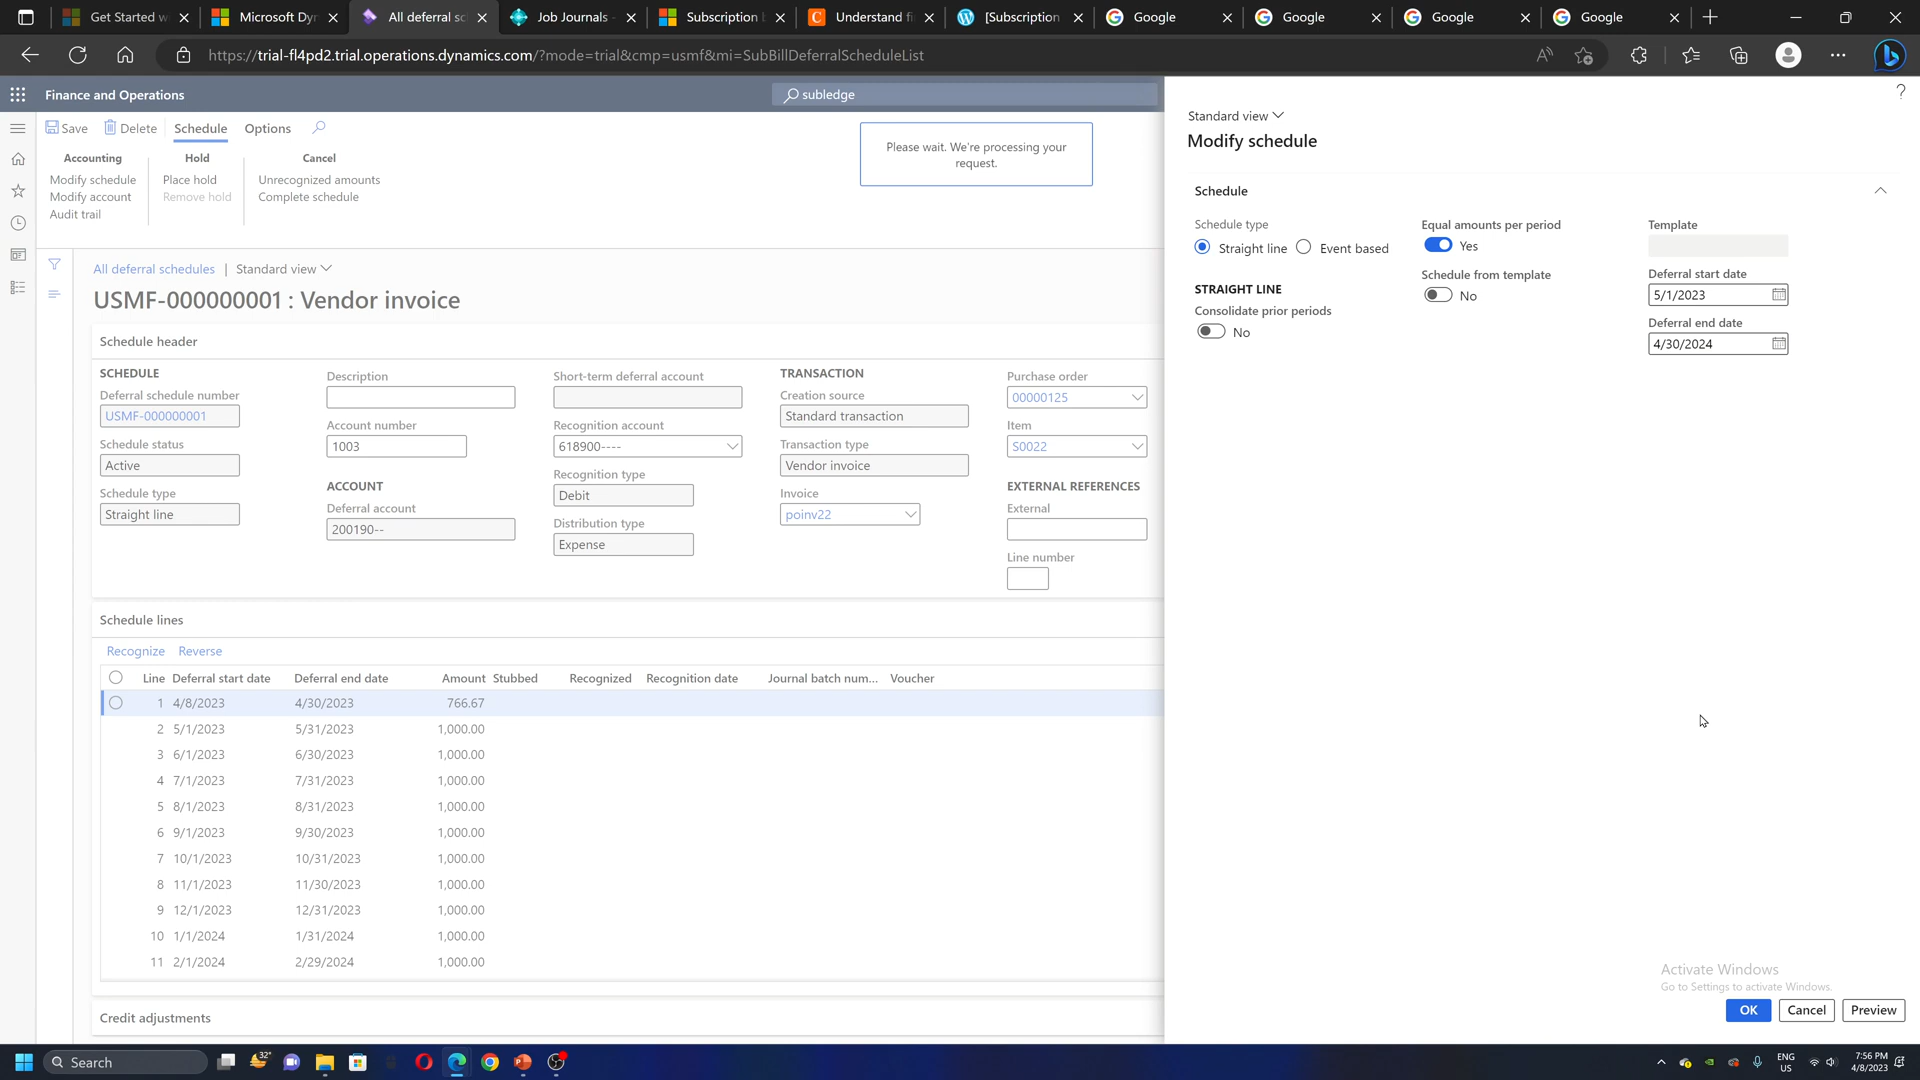 Get Started w
Microsoft Dyn
All deferral sc
Job Journals -
Subscription b
Understand fi
[Subscription
Google
Google
Google
Google
https://trial-fl4pd2.trial.operations.dynamics.com/?mode=trial&cmp=usmf&mi=SubBillDeferralScheduleList
Finance and Operations
subledge
?
Save
Delete
Schedule
Options
Please wait. We're processing your
request.
Accounting
Hold
Cancel
Modify schedule
Place hold
Unrecognized amounts
Modify account
Remove hold
Complete schedule
Audit trail
All deferral schedules | Standard view
USMF-000000001 : Vendor invoice
Schedule header
SCHEDULE
Deferral schedule number
USMF-000000001
Schedule status
Active
Schedule type
Straight line
Description
Account number
1003
ACCOUNT
Deferral account
200190--
Short-term deferral account
Recognition account
618900----
Recognition type
Debit
Distribution type
Expense
TRANSACTION
Creation source
Standard transaction
Transaction type
Vendor invoice
Invoice
poinv22
Purchase order
00000125
Item
S0022
EXTERNAL REFERENCES
External
Line number
Schedule lines
Recognize Reverse
Line Deferral start date Deferral end date Amount Stubbed Recognized Recognition date Journal batch num... Voucher
1 4/8/2023 4/30/2023 766.67
2 5/1/2023 5/31/2023 1,000.00
3 6/1/2023 6/30/2023 1,000.00
4 7/1/2023 7/31/2023 1,000.00
5 8/1/2023 8/31/2023 1,000.00
6 9/1/2023 9/30/2023 1,000.00
7 10/1/2023 10/31/2023 1,000.00
8 11/1/2023 11/30/2023 1,000.00
9 12/1/2023 12/31/2023 1,000.00
10 1/1/2024 1/31/2024 1,000.00
11 2/1/2024 2/29/2024 1,000.00
Credit adjustments
Standard view
Modify schedule
Schedule
Schedule type
Straight line Event based
STRAIGHT LINE
Consolidate prior periods
No
Equal amounts per period
Yes
Schedule from template
No
Template
Deferral start date
5/1/2023
Deferral end date
4/30/2024
Activate Windows
Go to Settings to activate Windows.
OK Cancel Preview
Search
32°
ENG
US
7:56 PM
4/8/2023